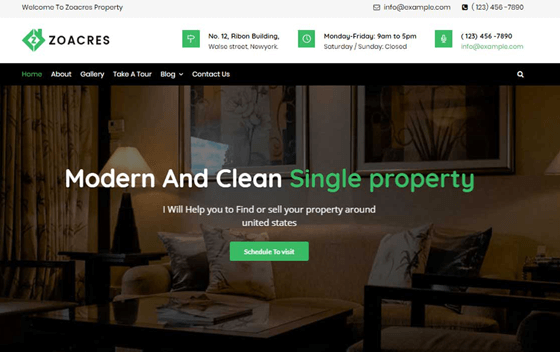 Welcome To Zoacres Property
info@example.com
( 123) 456 -7890
ZOACRES
No. 12, Ribon Building,
Walse street, Newyork.
Monday-Friday: 9am to 5pm
Saturday / Sunday: Closed
( 123) 456 -7890
info@example.com
Home About Gallery Take A Tour Blog Contact Us
Modern And Clean Single property
I Will Help you to Find or sell your property around
united states
Schedule To visit